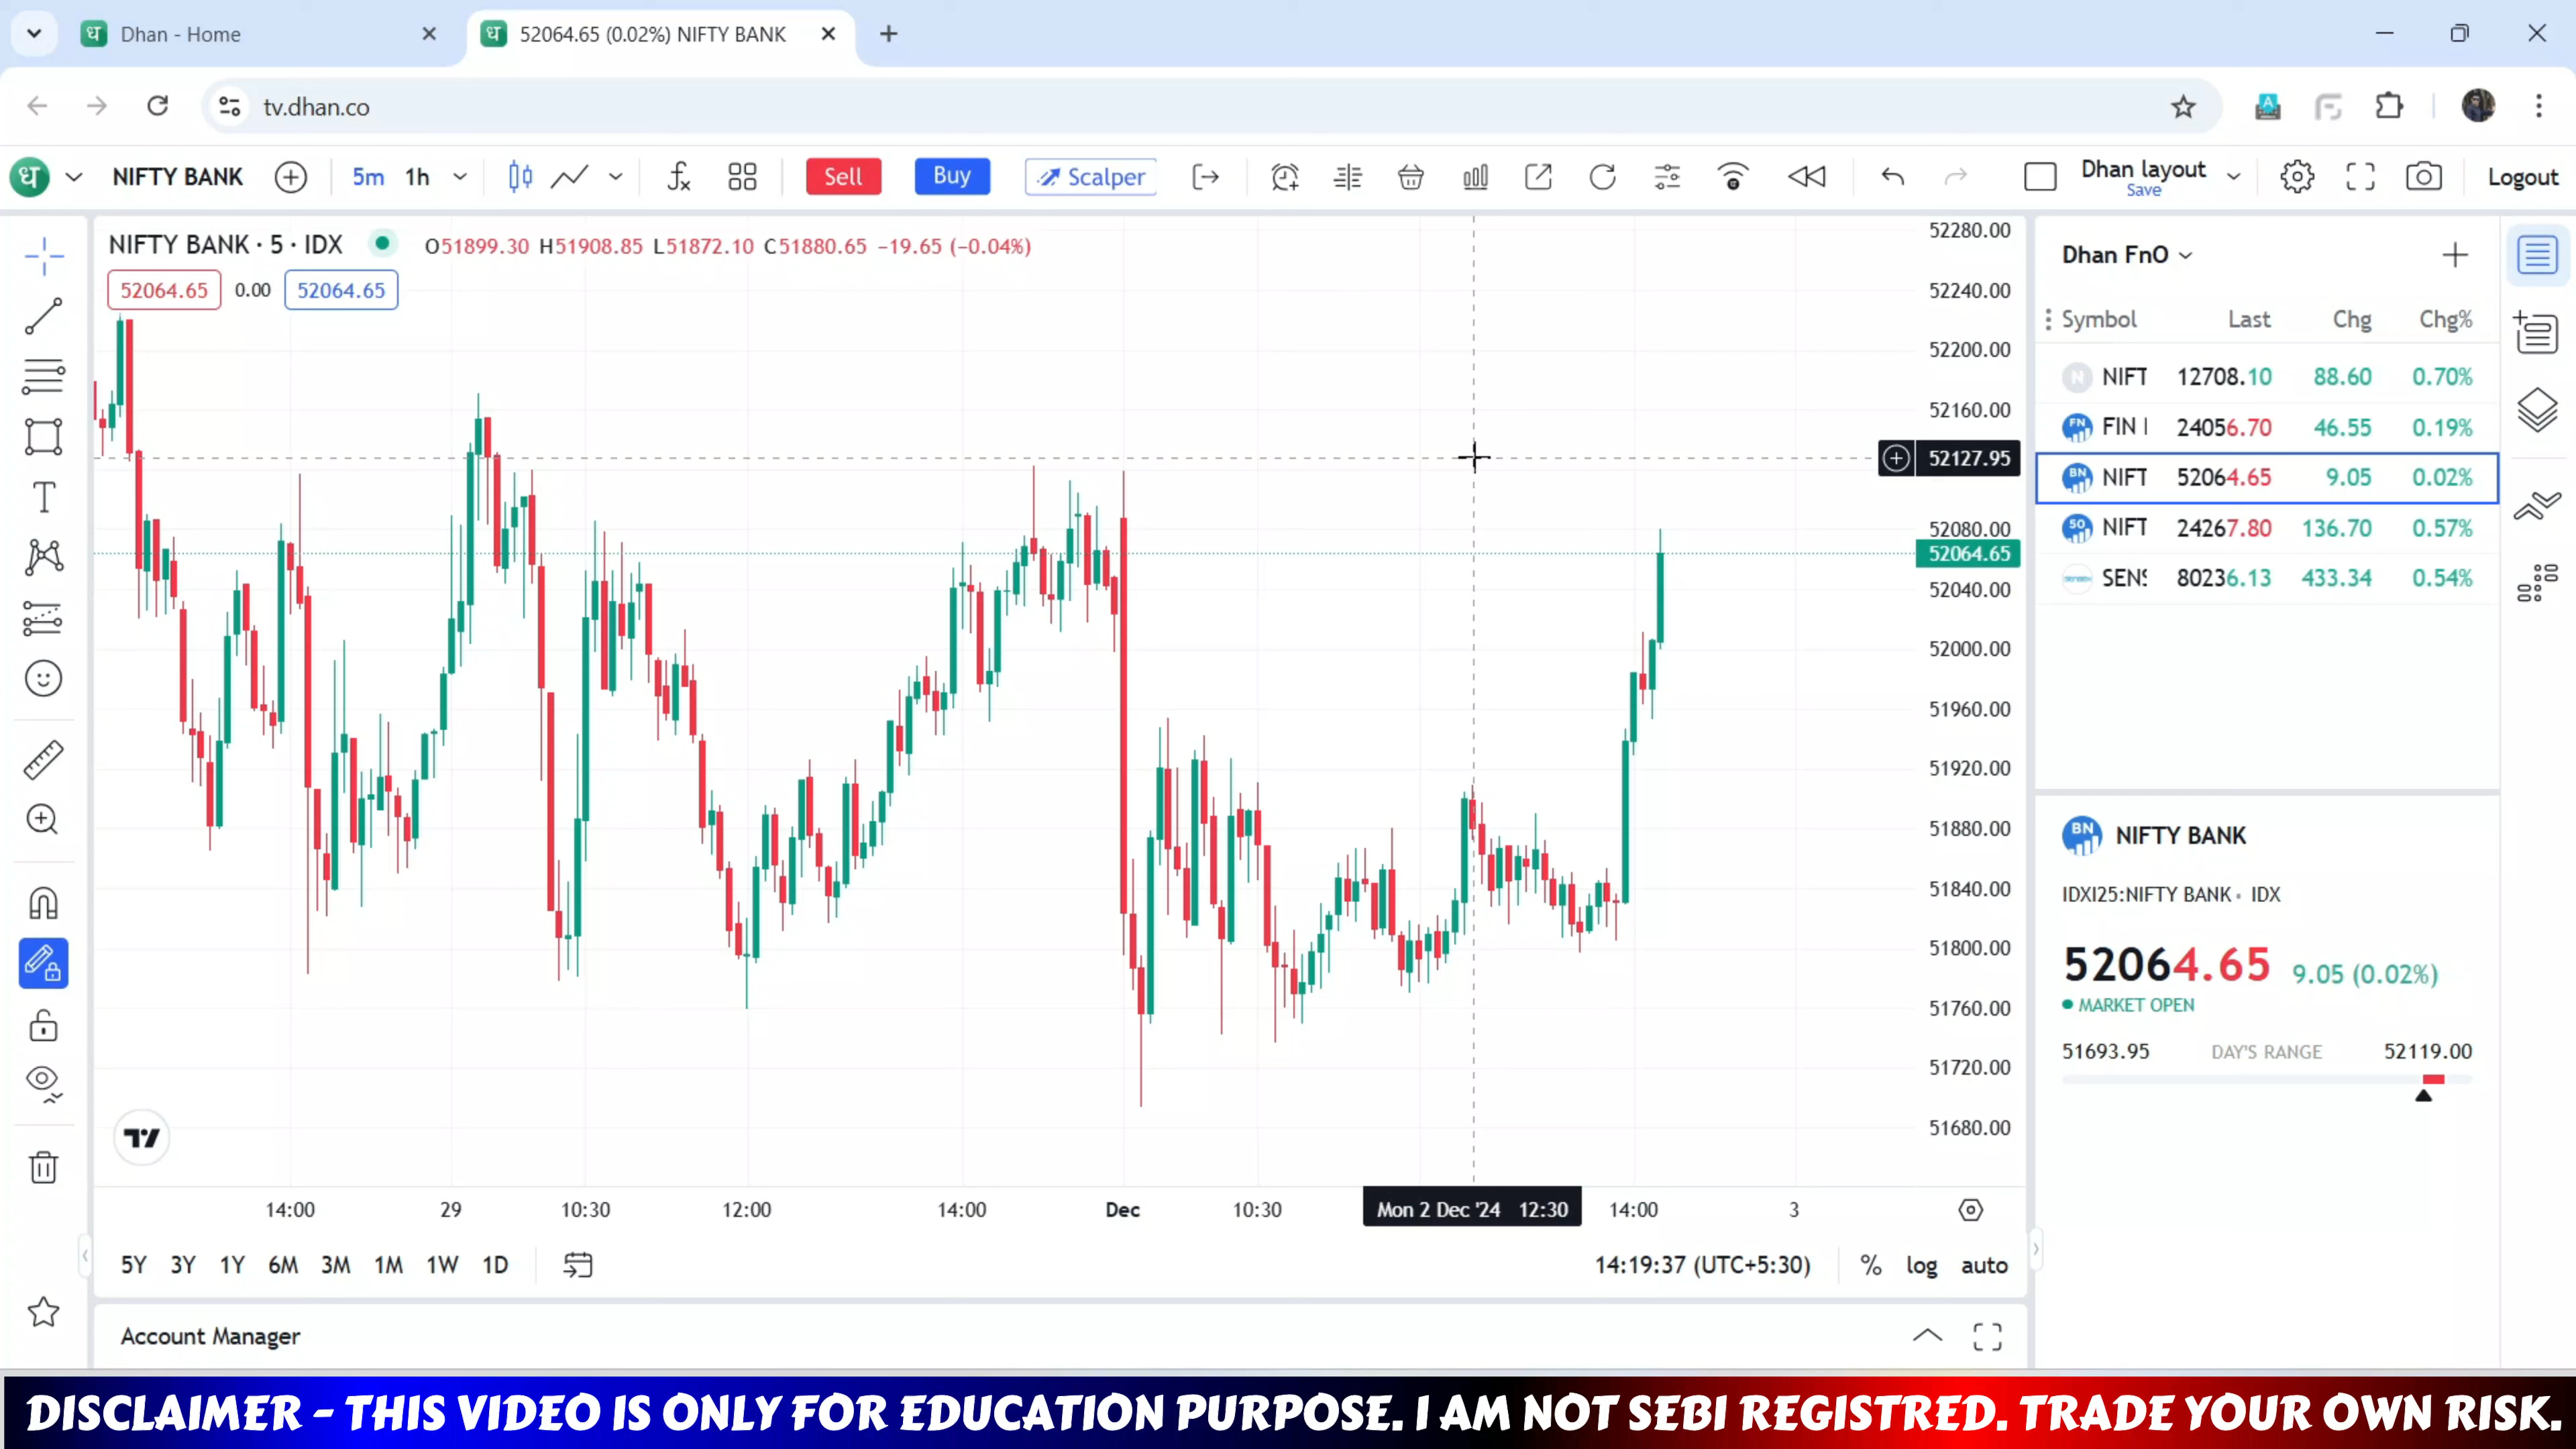 Dhan - Home
52064.65 (0.02%) NIFTY BANK
tv.dhan.co
NIFTY BANK
5m 1h
Sell
Buy
Scalper
Dhan layout
Save
Logout
NIFTY BANK · 5 · IDX
O51899.30 H51908.85 L51872.10 C51880.65 −19.65 (−0.04%)
52064.65 0.00 52064.65
52280.00
52240.00
52200.00
52160.00
52127.95
52080.00
52064.65
52040.00
52000.00
51960.00
51920.00
51880.00
51840.00
51800.00
51760.00
51720.00
51680.00
14:00 29 10:30 12:00 14:00 Dec 10:30 Mon 2 Dec '24 12:30 14:00 3
5Y 3Y 1Y 6M 3M 1M 1W 1D
14:19:37 (UTC+5:30) % log auto
Account Manager
Dhan FnO
Symbol Last Chg Chg%
N NIFT 12708.10 88.60 0.70%
FN FIN 24056.70 46.55 0.19%
BN NIFT 52064.65 9.05 0.02%
50 NIFT 24267.80 136.70 0.57%
SENS 80236.13 433.34 0.54%
BN NIFTY BANK
IDXI25:NIFTY BANK • IDX
52064.65 9.05 (0.02%)
MARKET OPEN
51693.95 DAY'S RANGE 52119.00
DISCLAIMER - THIS VIDEO IS ONLY FOR EDUCATION PURPOSE. I AM NOT SEBI REGISTRED. TRADE YOUR OWN RISK.